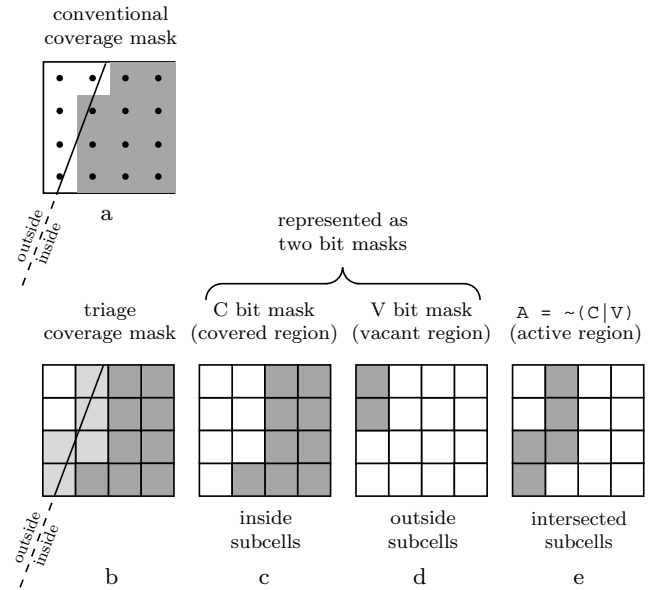 conventional
coverage mask
outside
inside
a
represented as
two bit masks
triage
coverage mask
C bit mask
(covered region)
V bit mask
(vacant region)
A = ~(C|V)
(active region)
outside
inside
inside
subcells
outside
subcells
intersected
subcells
b
c
d
e